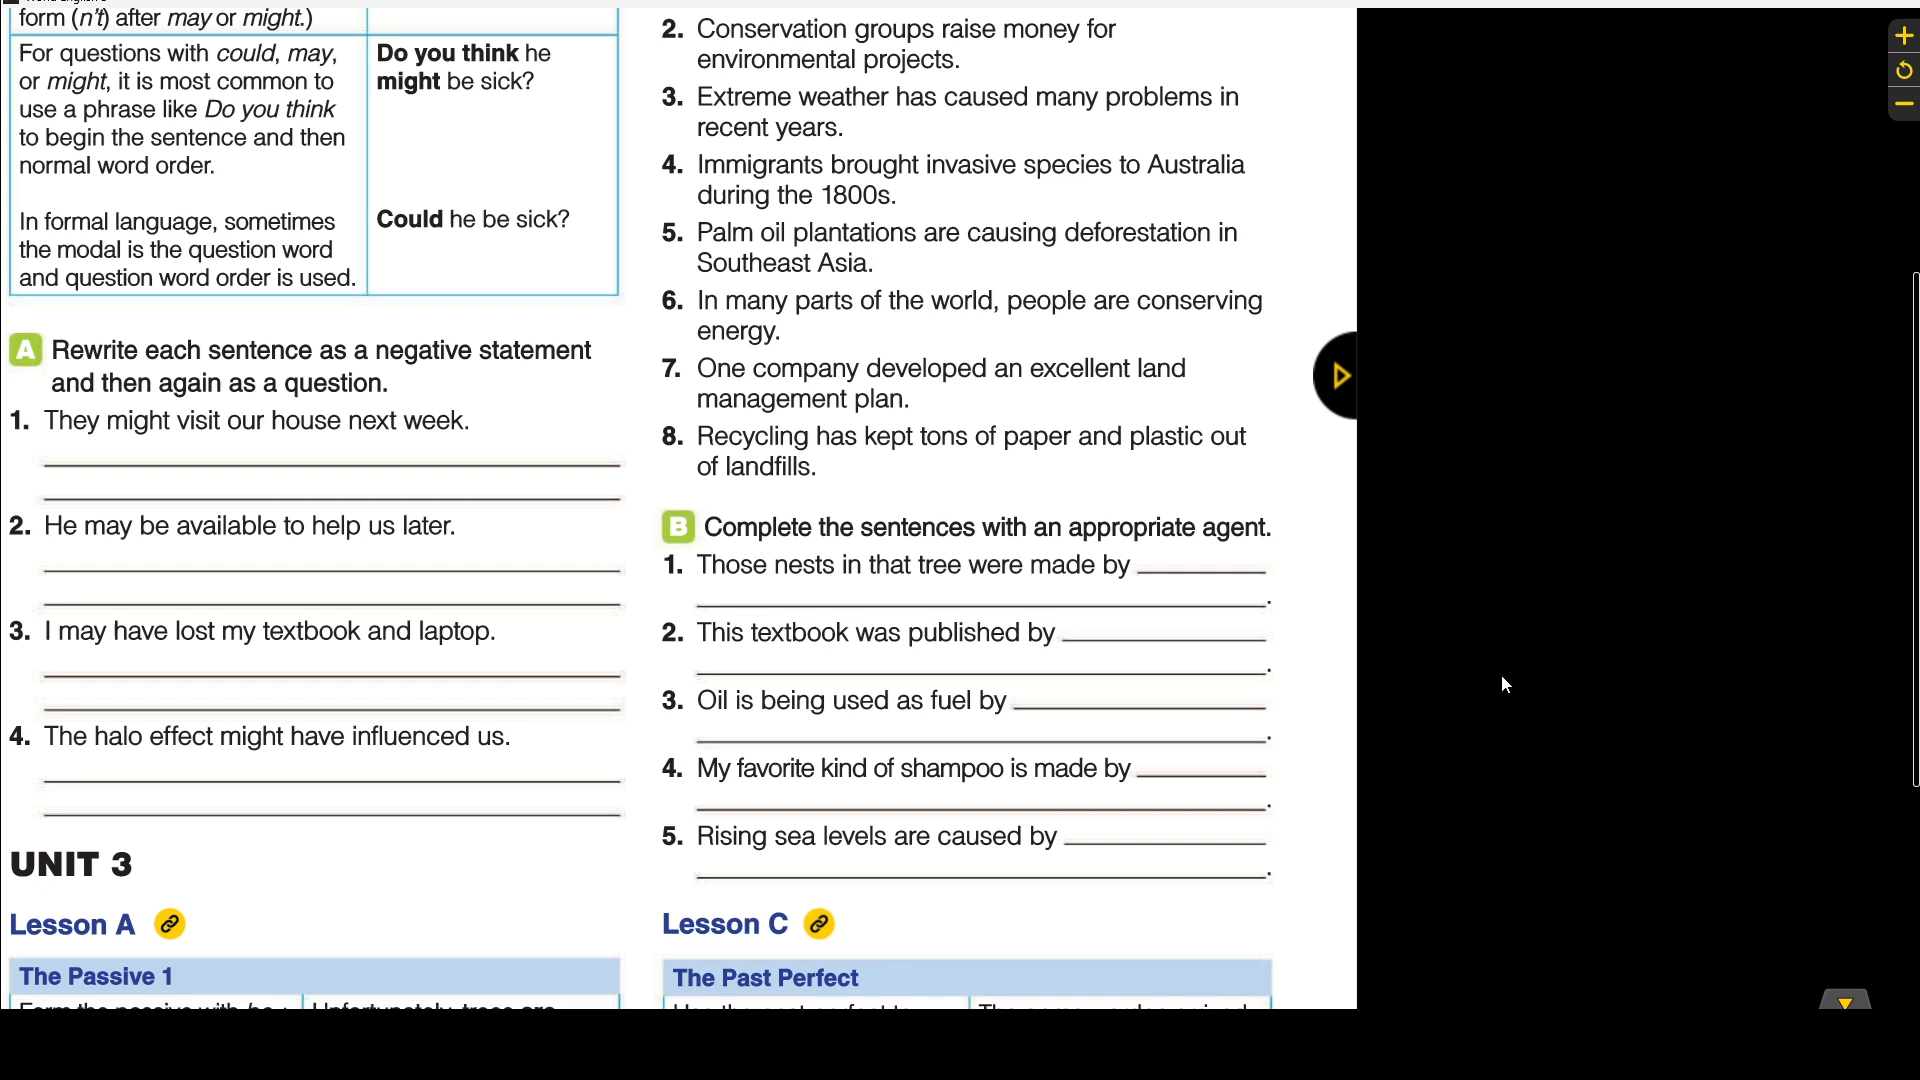 form (n't) after may or might.)
For questions with could, may,
or might, it is most common to
use a phrase like Do you think
to begin the sentence and then
normal word order.
Do you think he
might be sick?
In formal language, sometimes
the modal is the question word
and question word order is used.
Could he be sick?
A Rewrite each sentence as a negative statement
and then again as a question.
1. They might visit our house next week.
2. He may be available to help us later.
3. I may have lost my textbook and laptop.
4. The halo effect might have influenced us.
UNIT 3
Lesson A
The Passive 1
2. Conservation groups raise money for
environmental projects.
3. Extreme weather has caused many problems in
recent years.
4. Immigrants brought invasive species to Australia
during the 1800s.
5. Palm oil plantations are causing deforestation in
Southeast Asia.
6. In many parts of the world, people are conserving
energy.
7. One company developed an excellent land
management plan.
8. Recycling has kept tons of paper and plastic out
of landfills.
B Complete the sentences with an appropriate agent.
1. Those nests in that tree were made by
.
2. This textbook was published by
.
3. Oil is being used as fuel by
.
4. My favorite kind of shampoo is made by
.
5. Rising sea levels are caused by
.
Lesson C
The Past Perfect